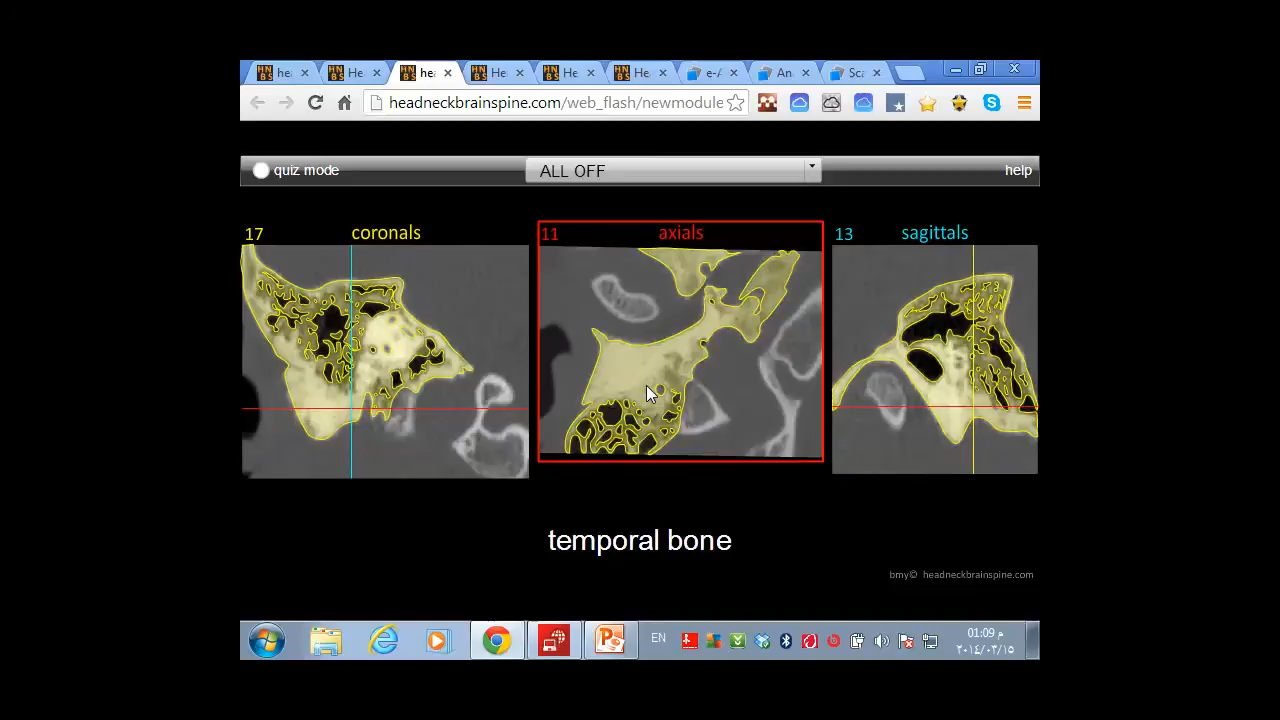 he
He
he
He
He
He
e-A
An
Sca
headneckbrainspine.com/web_flash/newmodule
quiz mode
ALL OFF
help
17 coronals
11 axials
13 sagittals
temporal bone
bmy© headneckbrainspine.com
EN
01:09 م
٢٠١٤/٠٣/١٥